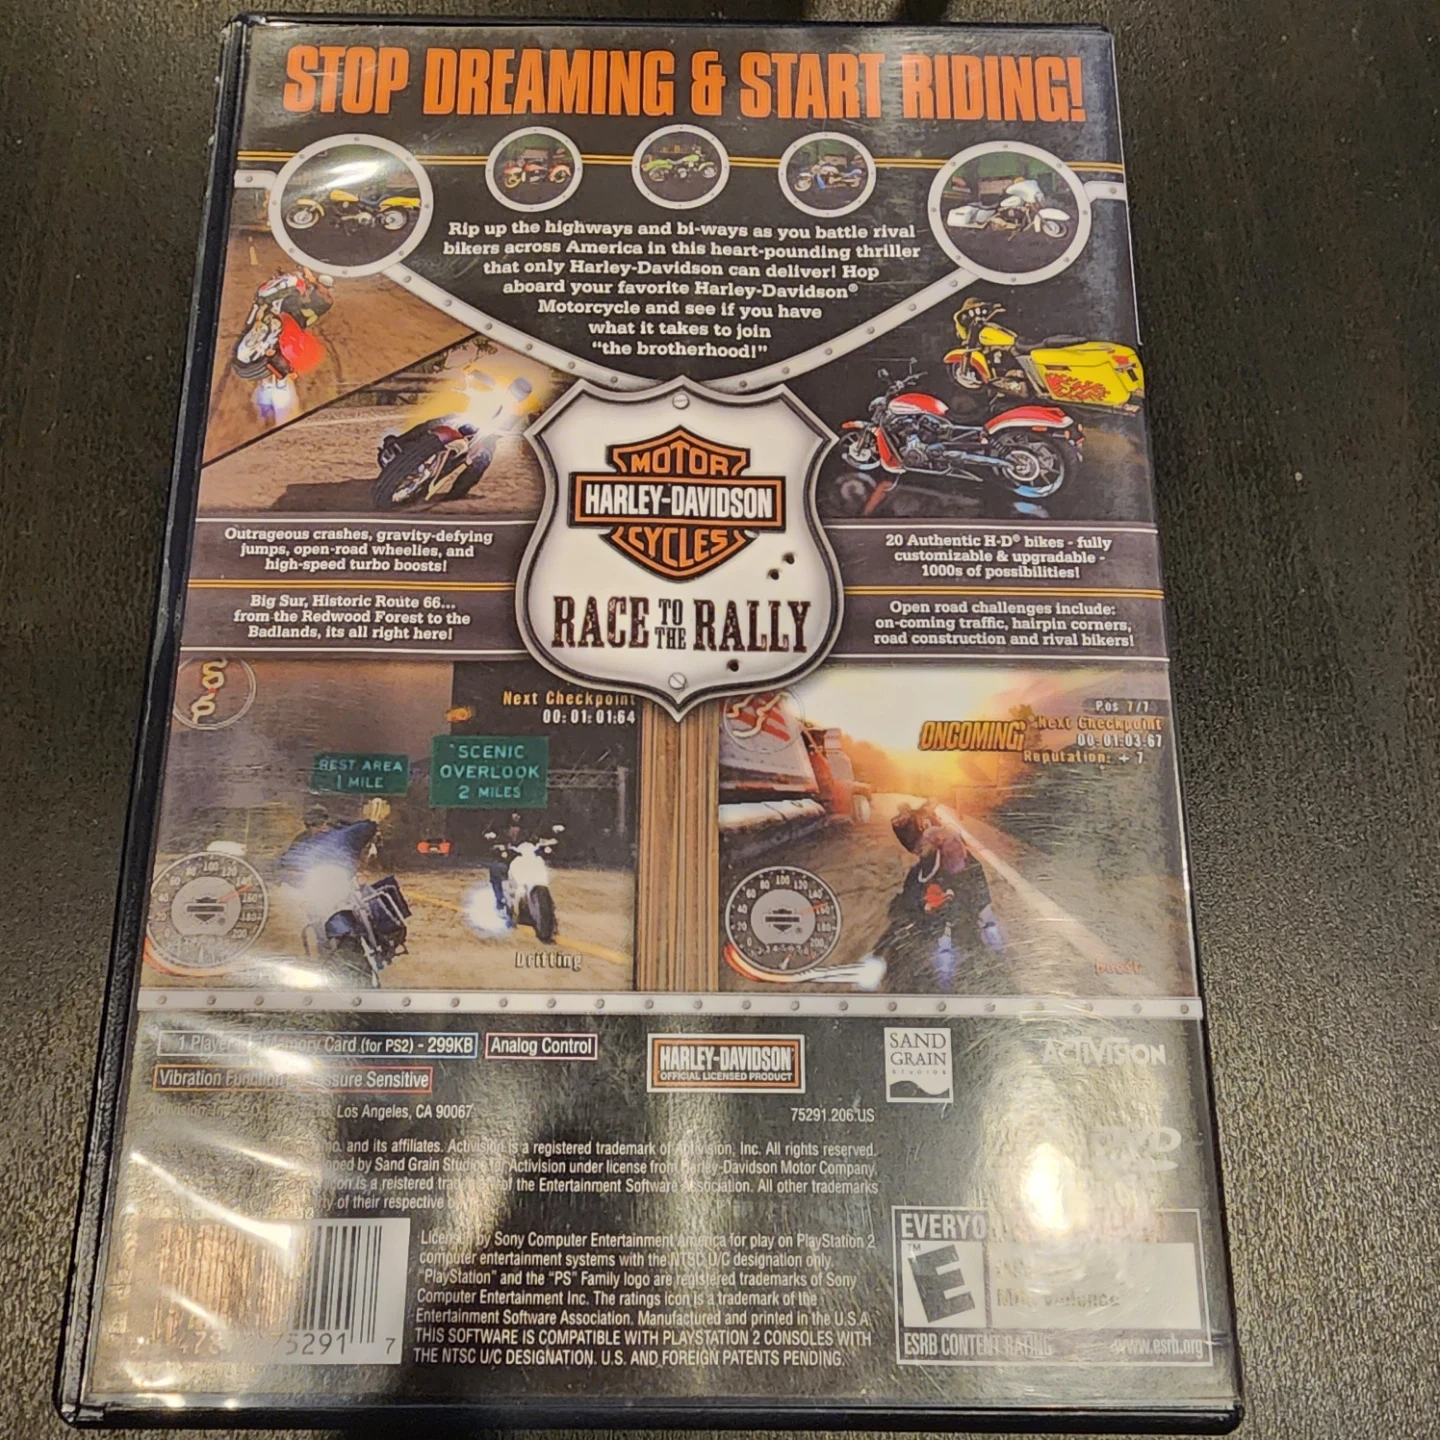 STOP DREAMING & START RIDING!
Rip up the highways and bi-ways as you battle rival
bikers across America in this heart-pounding thriller
that only Harley-Davidson can deliver! Hop
aboard your favorite Harley-Davidson®
Motorcycle and see if you have
what it takes to join
"the brotherhood!"
MOTOR
HARLEY-DAVIDSON
CYCLES
RACE TO THE RALLY
Outrageous crashes, gravity-defying
jumps, open-road wheelies, and
high-speed turbo boosts!
Big Sur, Historic Route 66...
from the Redwood Forest to the
Badlands, its all right here!
20 Authentic H-D® bikes - fully
customizable & upgradable -
1000s of possibilities!
Open road challenges include:
on-coming traffic, hairpin corners,
road construction and rival bikers!
Next Checkpoint
00:01:01:64
REST AREA
1 MILE
SCENIC
OVERLOOK
2 MILES
Drifting
Pos 7/7
ONCOMING!
Next Checkpoint
00:01:03:67
Reputation: + 7
1 Player
Memory Card (for PS2) - 299KB
Analog Control
Vibration Function
Pressure Sensitive
HARLEY-DAVIDSON
OFFICIAL LICENSED PRODUCT
SAND
GRAIN
STUDIOS
ACTIVISION
Los Angeles, CA 90067
75291.206.US
and its affiliates. Activision is a registered trademark of Activision, Inc. All rights reserved.
by Sand Grain Studios for Activision under license from Harley-Davidson Motor Company.
is a reistered trademark of the Entertainment Software Association. All other trademarks
of their respective
Licensed by Sony Computer Entertainment America for play on PlayStation 2
computer entertainment systems with the NTSC U/C designation only.
"PlayStation" and the "PS" Family logo are registered trademarks of Sony
Computer Entertainment Inc. The ratings icon is a trademark of the
Entertainment Software Association. Manufactured and printed in the U.S.A.
THIS SOFTWARE IS COMPATIBLE WITH PLAYSTATION 2 CONSOLES WITH
THE NTSC U/C DESIGNATION. U.S. AND FOREIGN PATENTS PENDING.
75291 7
EVERYO
E
Mild Violence
ESRB CONTENT RATING
www.esrb.org